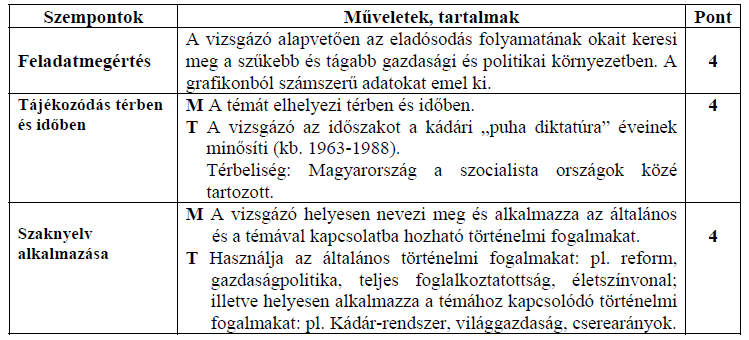 Szempontok Műveletek, tartalmak Pont
Feladatmegértés A vizsgázó alapvetően az eladósodás folyamatának okait keresi
meg a szűkebb és tágabb gazdasági és politikai környezetben. A
grafikonból számszerű adatokat emel ki.
4
Tájékozódás térben
és időben
M A témát elhelyezi térben és időben.
T A vizsgázó az időszakot a kádári „puha diktatúra” éveinek
minősíti (kb. 1963-1988).
Térbeliség: Magyarország a szocialista országok közé
tartozott.
4
Szaknyelv
alkalmazása
M A vizsgázó helyesen nevezi meg és alkalmazza az általános
és a témával kapcsolatba hozható történelmi fogalmakat.
T Használja az általános történelmi fogalmakat: pl. reform,
gazdaságpolitika, teljes foglalkoztatottság, életszínvonal;
illetve helyesen alkalmazza a témához kapcsolódó történelmi
fogalmakat: pl. Kádár-rendszer, világgazdaság, cserearányok.
4